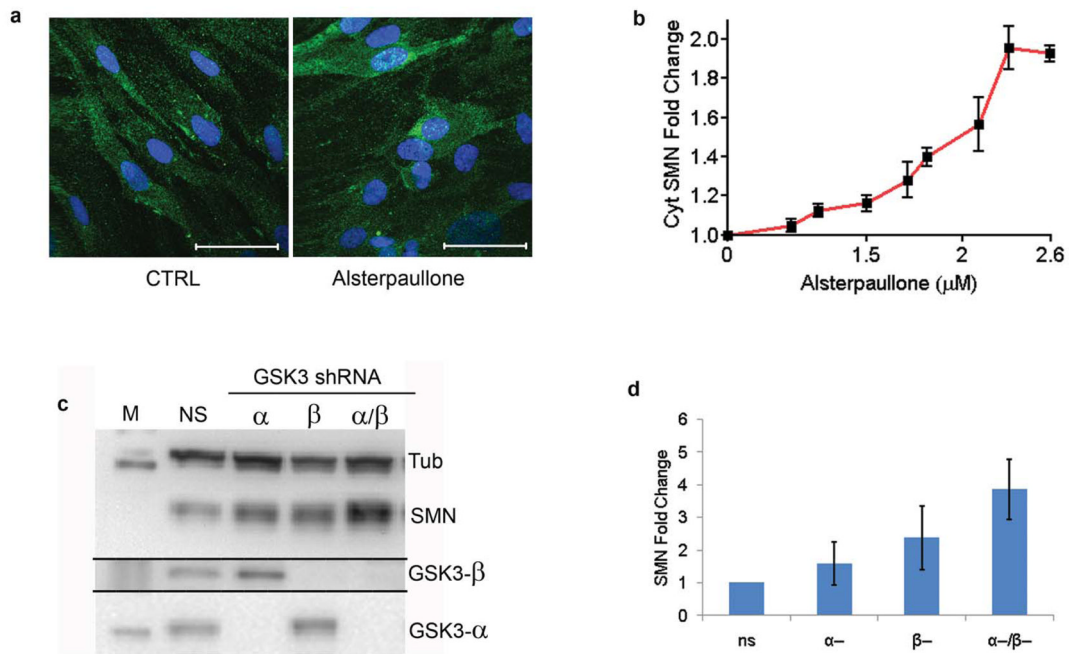 a
CTRL
Alsterpaullone
b
Cyt SMN Fold Change
2.0
1.8
1.6
1.4
1.2
1.0
0 1.5 2 2.6
Alsterpaullone (μM)
c
GSK3 shRNA
M NS α β α/β
Tub
SMN
GSK3-β
GSK3-α
d
SMN Fold Change
6
5
4
3
2
1
0
ns α– β– α–/β–